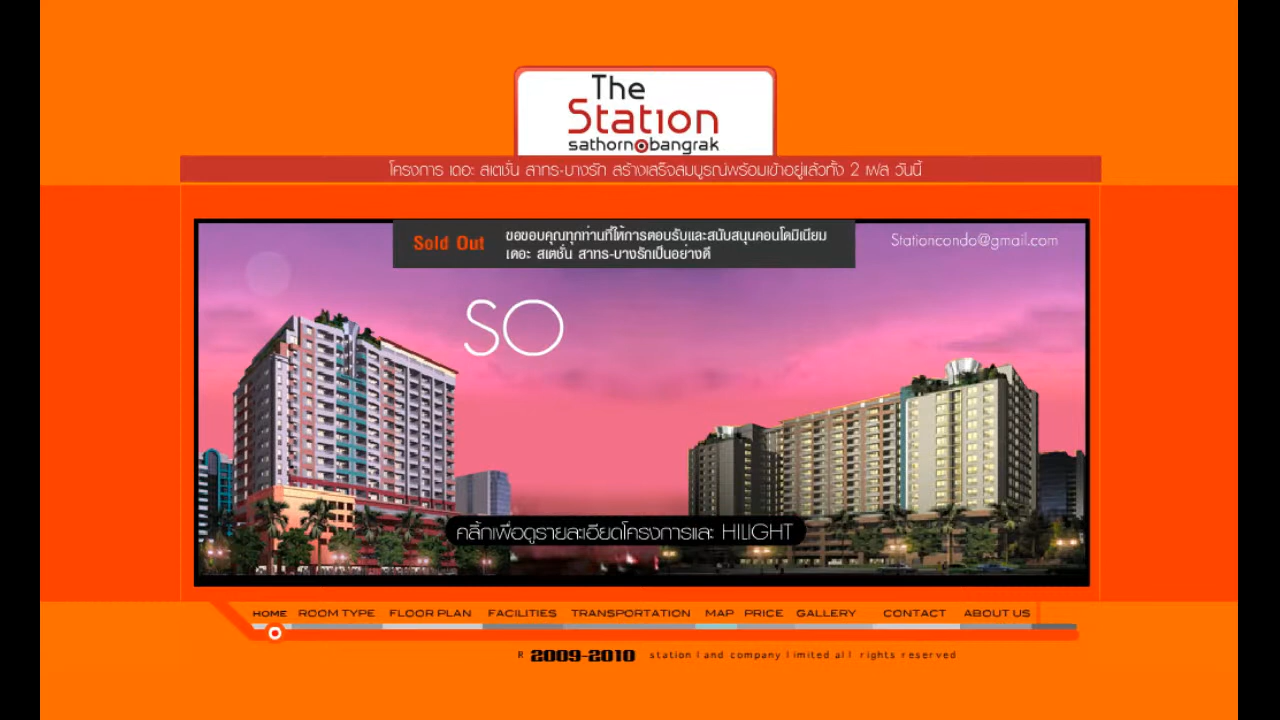 The
Station
sathorn bangrak
โครงการ เดอะ สเตชั่น สาทร-บางรัก สร้างเสร็จสมบูรณ์พร้อมเข้าอยู่แล้วทั้ง 2 เฟส วันนี้
Sold Out
ขอขอบคุณทุกท่านที่ให้การตอบรับและสนับสนุนคอนโดมิเนียม
เดอะ สเตชั่น สาทร-บางรักเป็นอย่างดี
Stationcondo@gmail.com
SO
คลิ๊กเพื่อดูรายละเอียดโครงการและ HILIGHT
HOME ROOM TYPE FLOOR PLAN FACILITIES TRANSPORTATION MAP PRICE GALLERY CONTACT ABOUT US
R 2009-2010 station land company limited all rights reserved